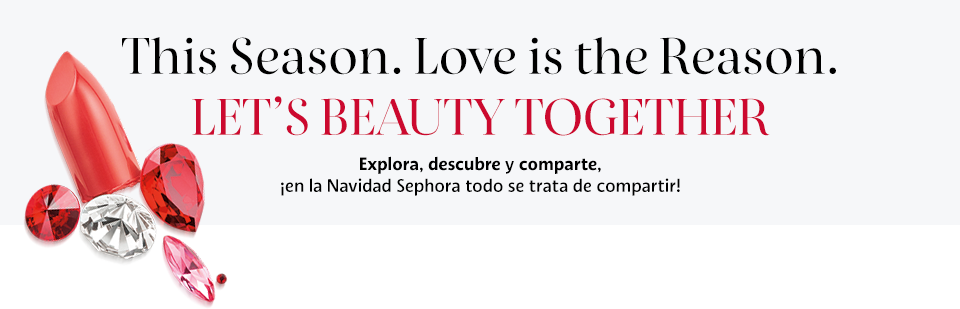 This Season. Love is the Reason.
LET’S BEAUTY TOGETHER
Explora, descubre y comparte,
¡en la Navidad Sephora todo se trata de compartir!